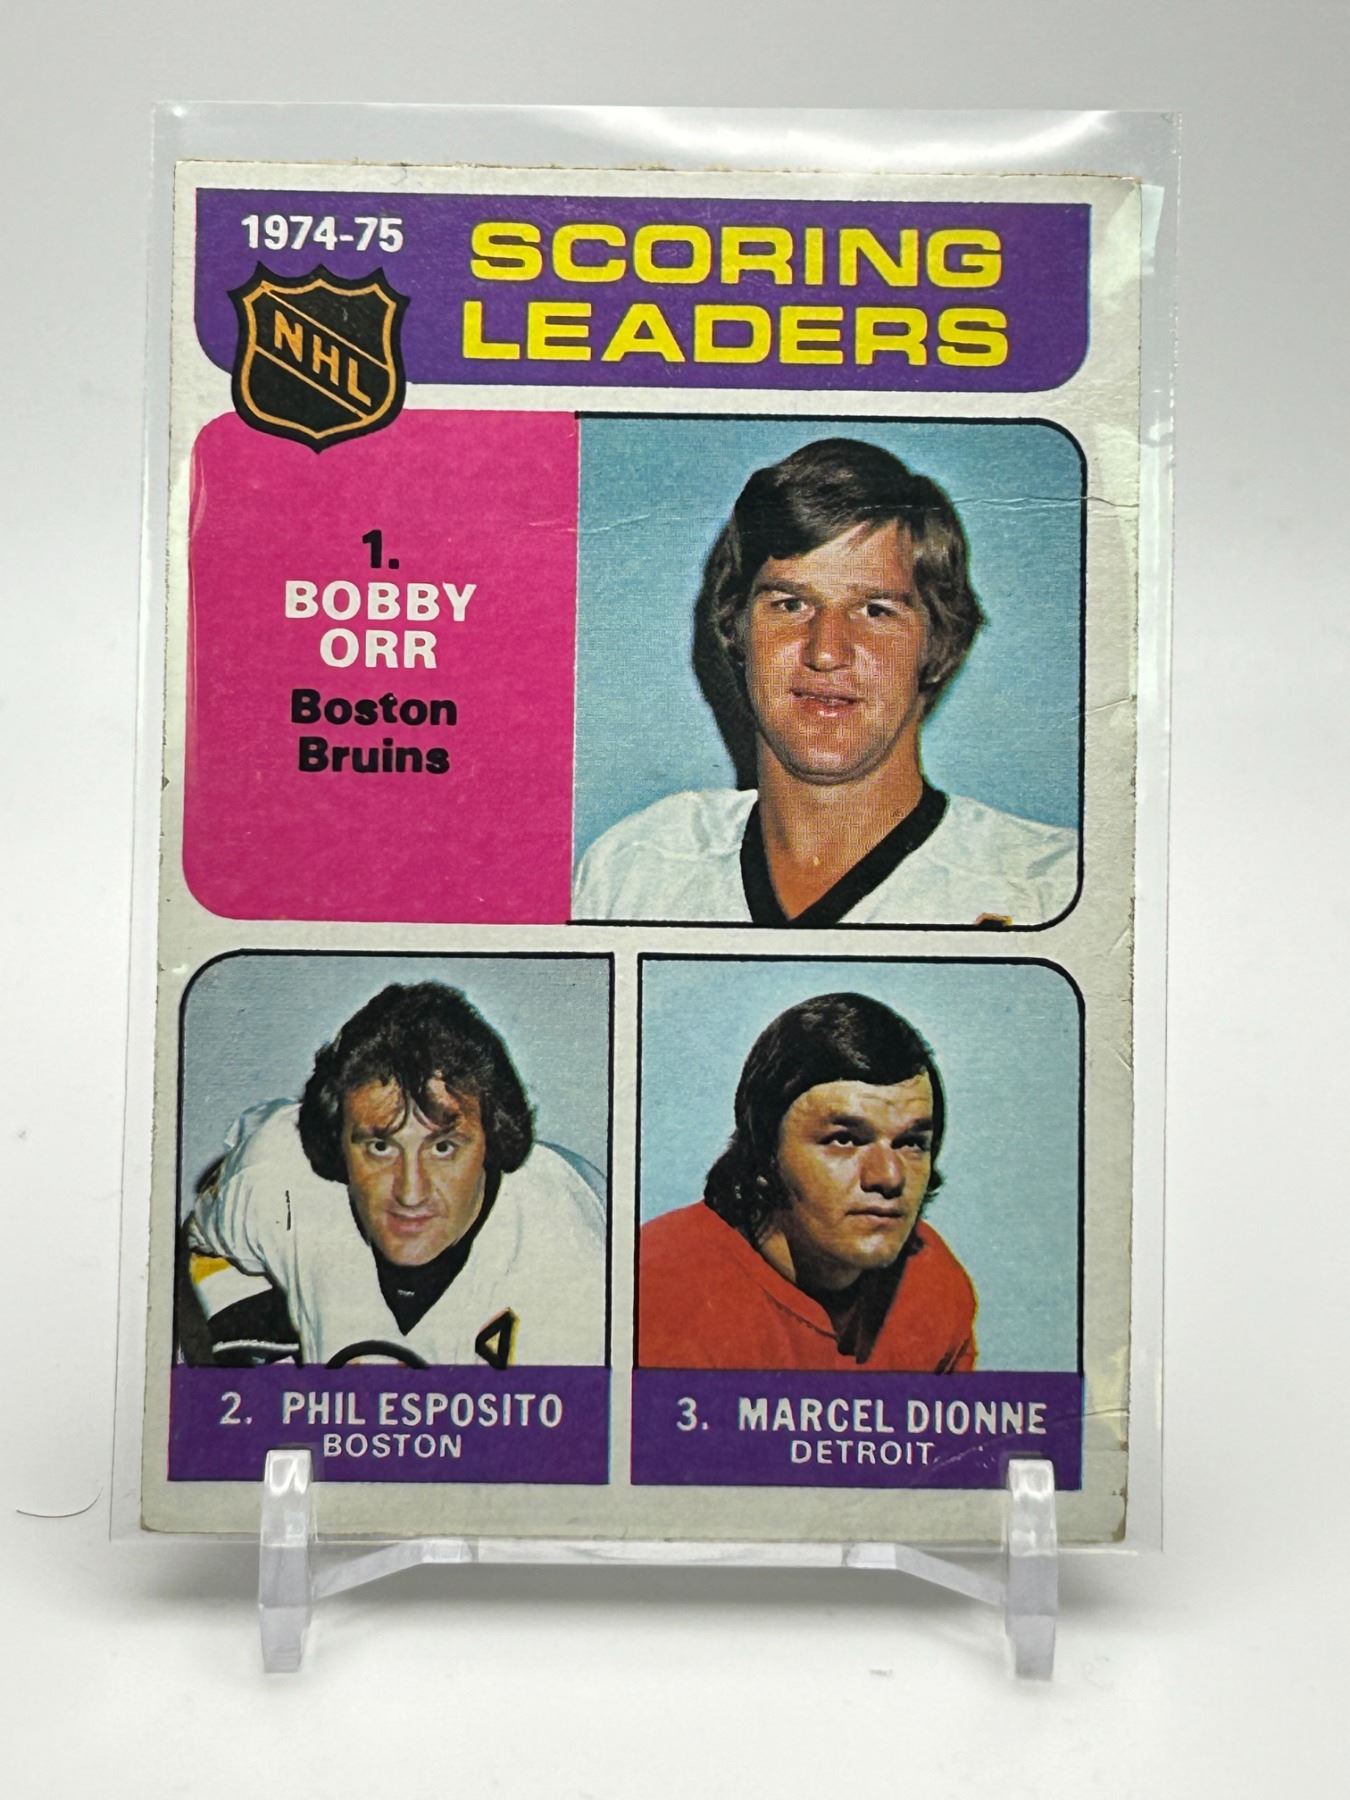 1974-75
SCORING
LEADERS
NHL
1.
BOBBY
ORR
Boston
Bruins
2. PHIL ESPOSITO
BOSTON
3. MARCEL DIONNE
DETROIT